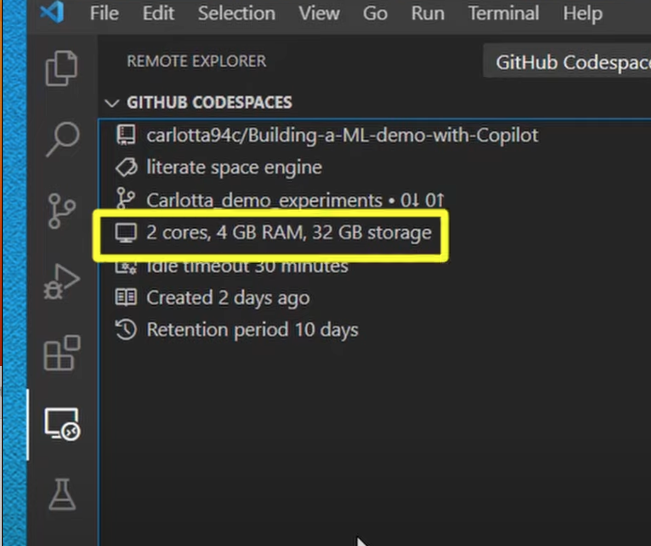 File Edit Selection View Go Run Terminal Help
REMOTE EXPLORER
GitHub Codespac
GITHUB CODESPACES
carlotta94c/Building-a-ML-demo-with-Copilot
literate space engine
Carlotta_demo_experiments • 0↓ 0↑
2 cores, 4 GB RAM, 32 GB storage
Idle timeout 30 minutes
Created 2 days ago
Retention period 10 days